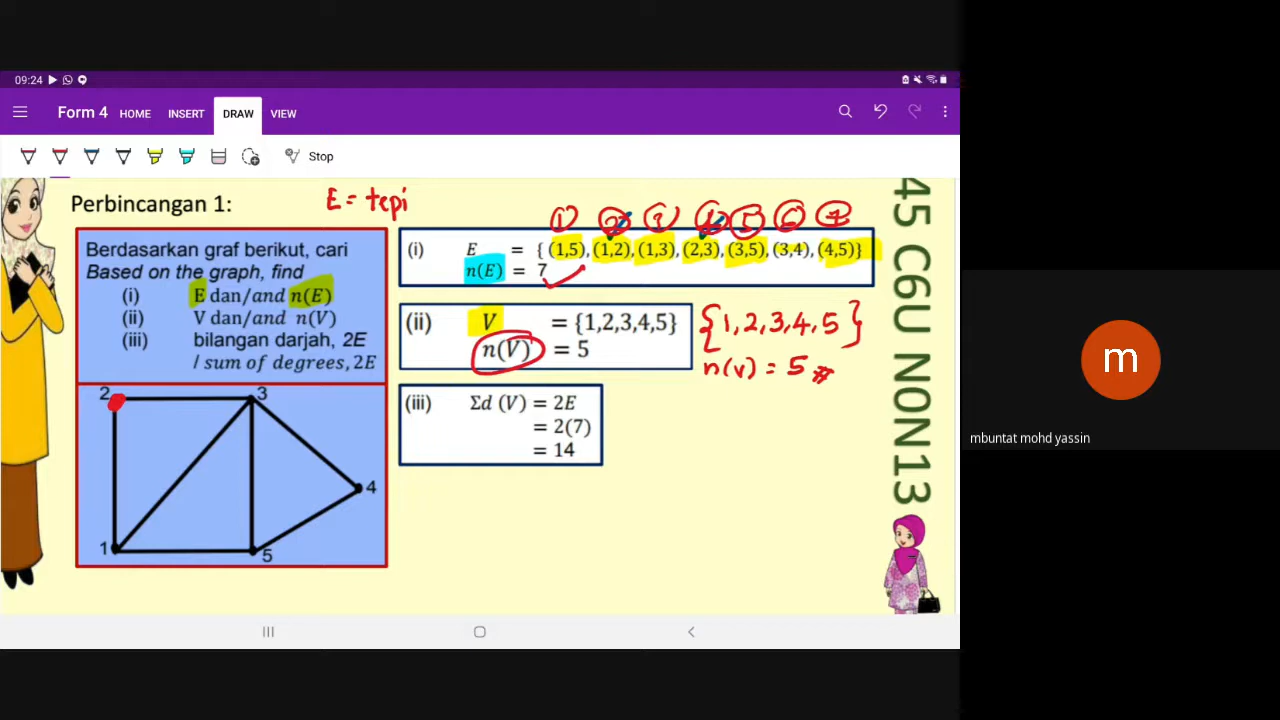 09:24
Form 4 HOME INSERT DRAW VIEW
Stop
Perbincangan 1:
E = tepi
Berdasarkan graf berikut, cari
Based on the graph, find
(i) E dan/and n(E)
(ii) V dan/and n(V)
(iii) bilangan darjah, 2E
/ sum of degrees, 2E
2
3
4
1
5
1 2 3 4 5 6 7
(i) E = { (1,5), (1,2), (1,3), (2,3), (3,5), (3,4), (4,5)}
n(E) = 7
(ii) V = {1,2,3,4,5}
n(V) = 5
{1,2,3,4,5}
n(v) = 5
(iii) Σd (V) = 2E
= 2(7)
= 14
45 C6U N0N13
m
mbuntat mohd yassin